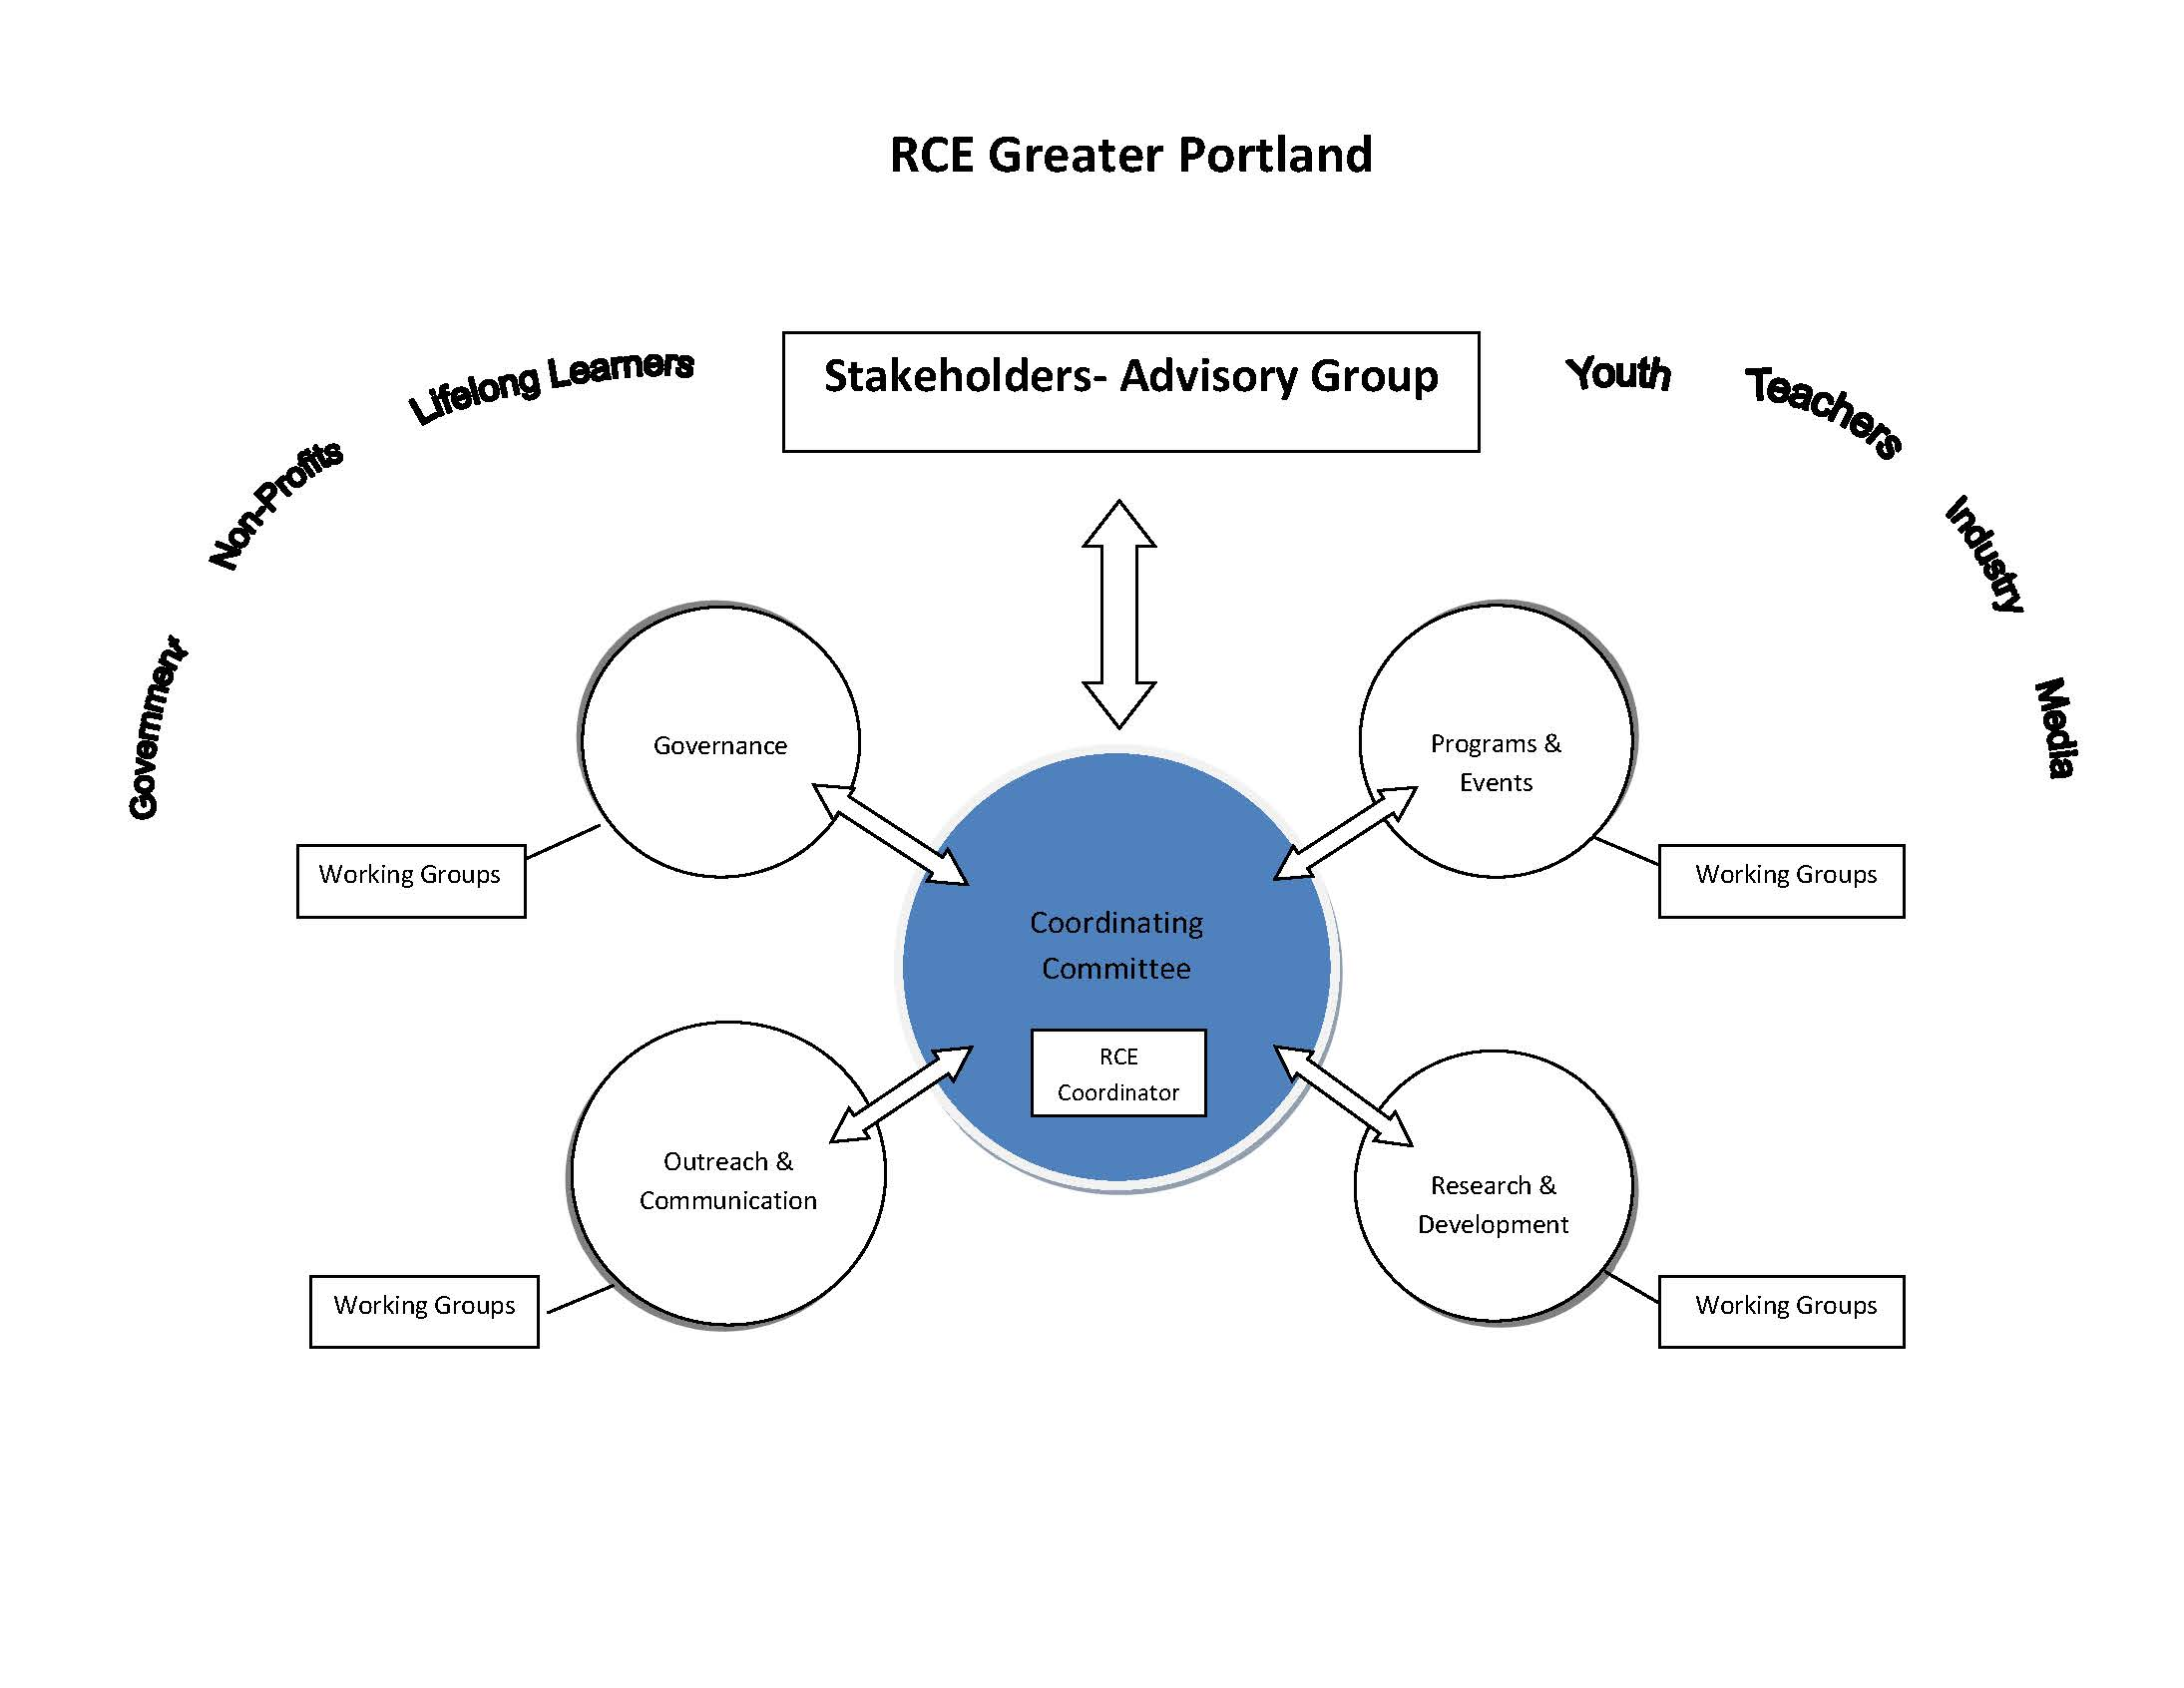 RCE Greater Portland
Stakeholders- Advisory Group
Government
Non-Profits
Lifelong Learners
Youth
Teachers
Industry
Media
Governance
Programs &
Events
Working Groups
Working Groups
Coordinating
Committee
RCE
Coordinator
Outreach &
Communication
Research &
Development
Working Groups
Working Groups